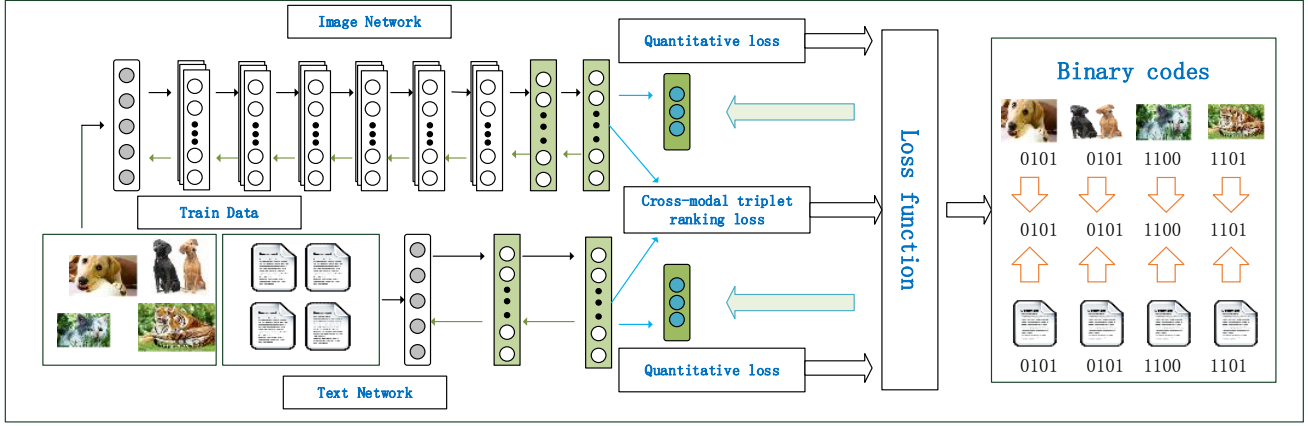 Image Network
Quantitative loss
Train Data
Cross-modal triplet
ranking loss
Text Network
Quantitative loss
Loss function
Binary codes
0101 0101 1100 1101
0101 0101 1100 1101
0101 0101 1100 1101